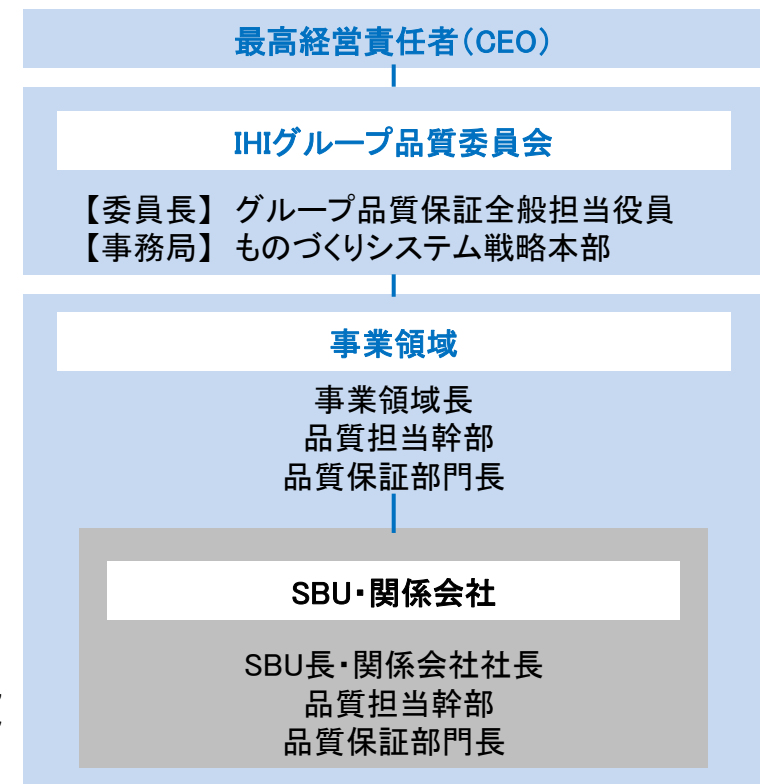 最高経営責任者(CEO)
IHIグループ品質委員会
【委員長】 グループ品質保証全般担当役員
【事務局】 ものづくりシステム戦略本部
事業領域
事業領域長
品質担当幹部
品質保証部門長
SBU・関係会社
SBU長・関係会社社長
品質担当幹部
品質保証部門長